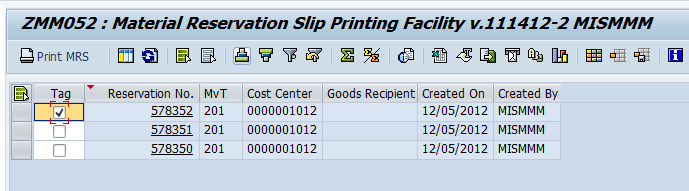 ZMM052 : Material Reservation Slip Printing Facility v.111412-2 MISMMM
Print MRS
Tag Reservation No. MvT Cost Center Goods Recipient Created On Created By
578352 201 0000001012 12/05/2012 MISMMM
578351 201 0000001012 12/05/2012 MISMMM
578350 201 0000001012 12/05/2012 MISMMM